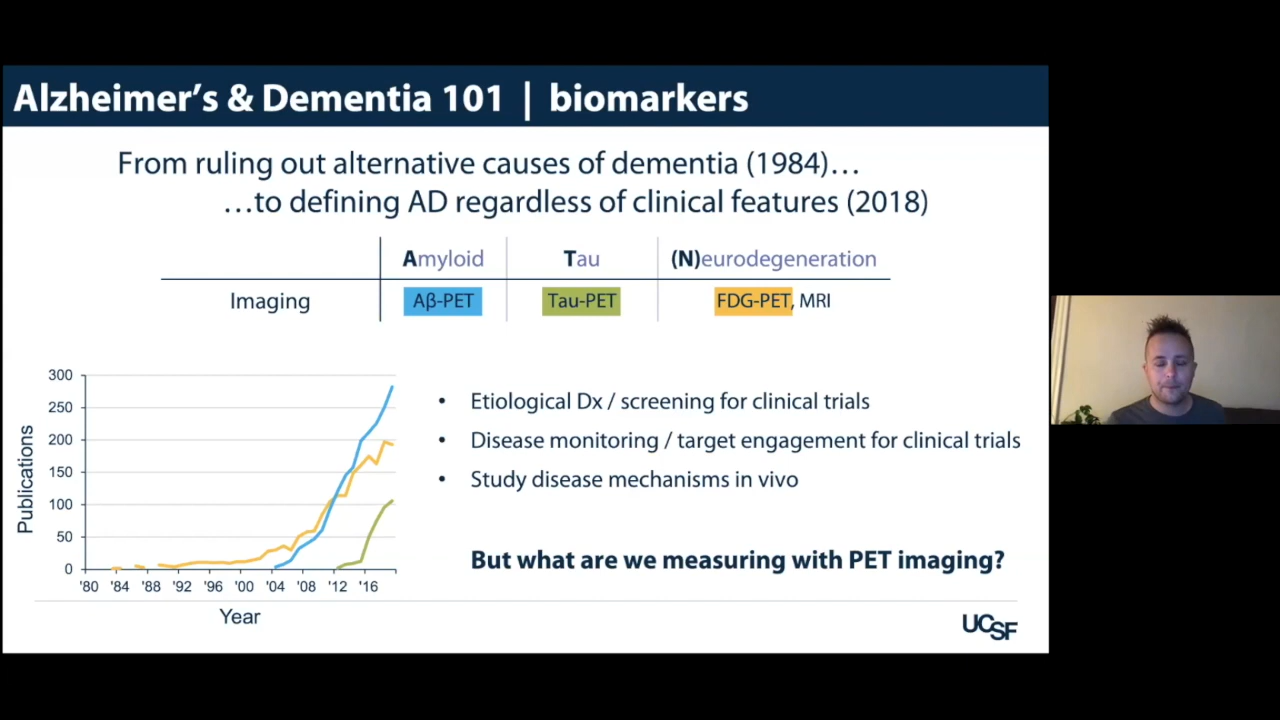 Alzheimer's & Dementia 101 | biomarkers
From ruling out alternative causes of dementia (1984)…
…to defining AD regardless of clinical features (2018)
Amyloid Tau (N)eurodegeneration
Imaging Aβ-PET Tau-PET FDG-PET, MRI
300
250
200
150
100
50
0
Publications
'80 '84 '88 '92 '96 '00 '04 '08 '12 '16
Year
• Etiological Dx / screening for clinical trials
• Disease monitoring / target engagement for clinical trials
• Study disease mechanisms in vivo
But what are we measuring with PET imaging?
UCSF